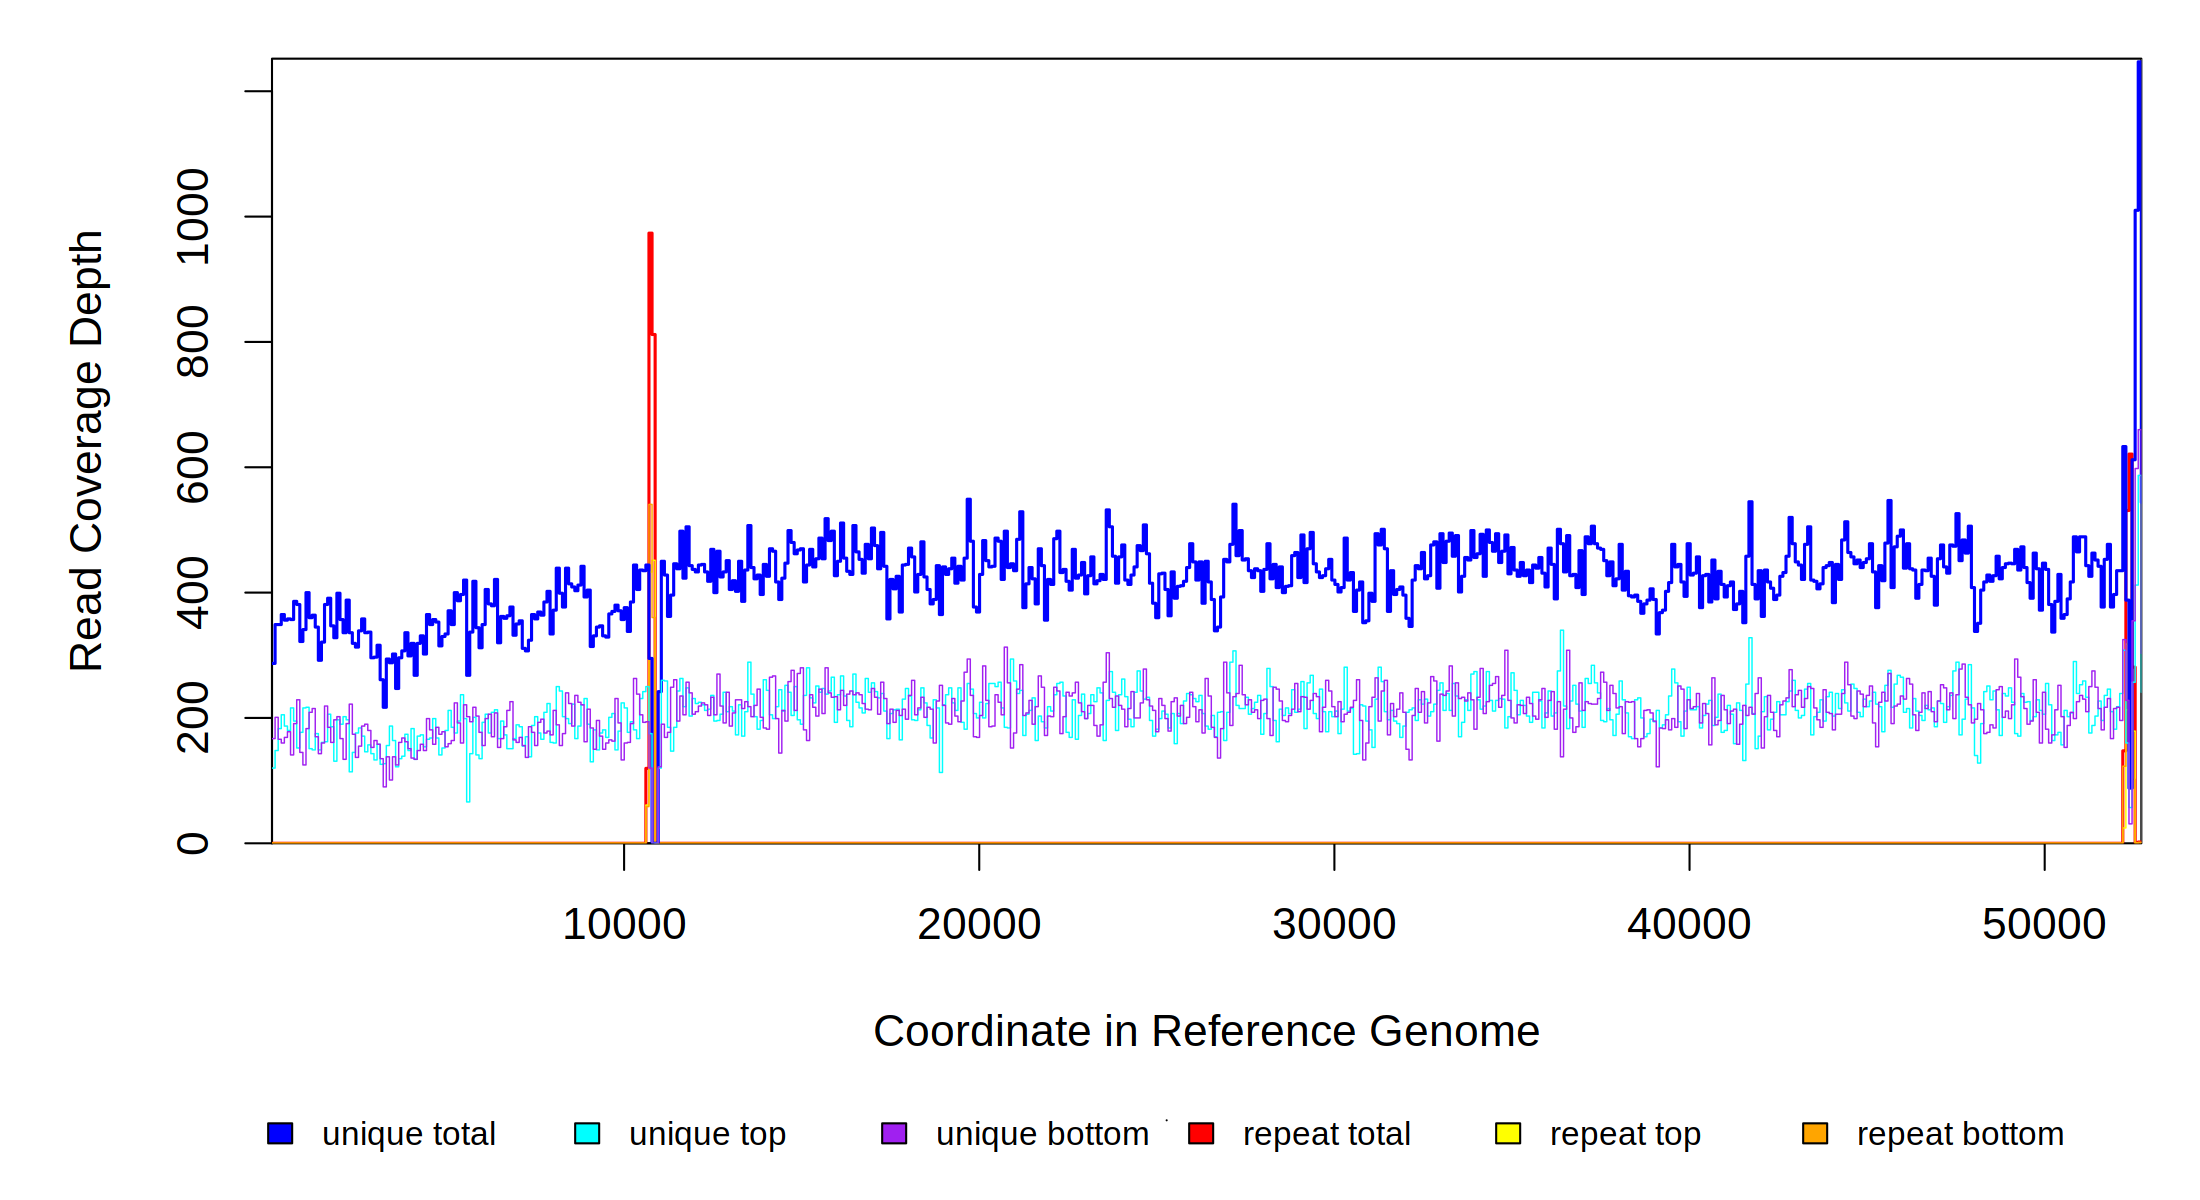 Read Coverage Depth
1000
800
600
400
200
0
10000 20000 30000 40000 50000
Coordinate in Reference Genome
unique total unique top unique bottom repeat total repeat top repeat bottom